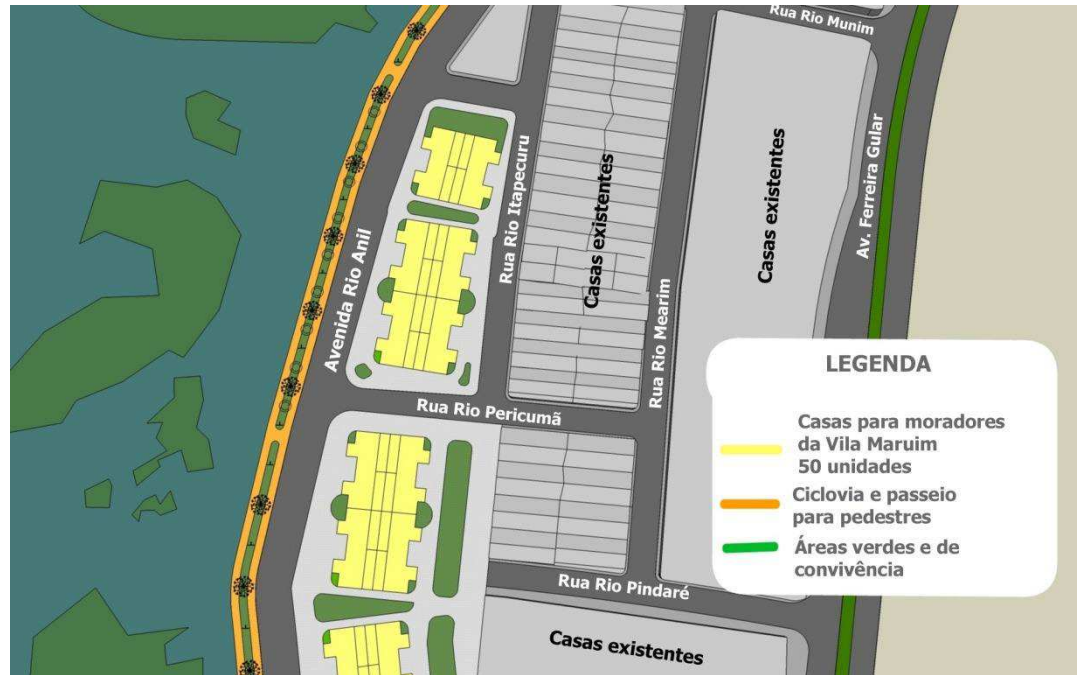 Rua Rio Munim
Rua Rio Itapecuru
Casas existentes
Casas existentes
Av. Ferreira Gular
Avenida Rio Anil
Rua Rio Mearim
Rua Rio Pericumã
Rua Rio Pindaré
Casas existentes
LEGENDA
Casas para moradores
da Vila Maruim
50 unidades
Ciclovia e passeio
para pedestres
Áreas verdes e de
convivência